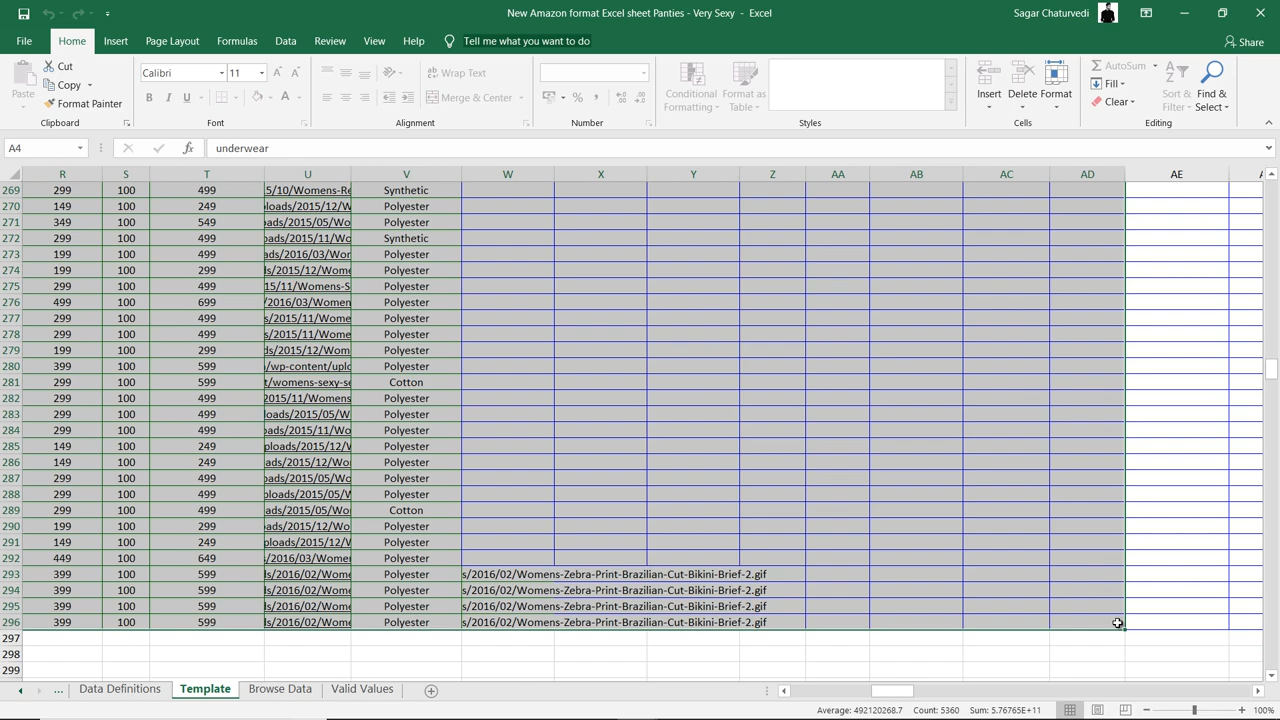 New Amazon format Excel sheet Panties - Very Sexy - Excel
Sagar Chaturvedi
File Home Insert Page Layout Formulas Data Review View Help Tell me what you want to do Share
Paste
Cut
Copy
Format Painter
Clipboard
Calibri 11
B I U A
Font
Wrap Text
Merge & Center
Alignment
% ,
Number
Conditional Formatting
Format as Table
Styles
Insert Delete Format
Cells
AutoSum
Fill
Clear
Sort & Filter
Find & Select
Editing
A4 fx underwear
R S T U V W X Y Z AA AB AC AD AE
269 299 100 499 5/10/Womens-Re Synthetic
270 149 100 249 loads/2015/12/W Polyester
271 349 100 549 oads/2015/05/Wo Polyester
272 299 100 499 oads/2015/11/Wo Synthetic
273 199 100 499 ads/2016/03/Won Polyester
274 199 100 299 ls/2015/12/Wome Polyester
275 299 100 499 15/11/Womens-S Polyester
276 499 100 699 /2016/03/Women Polyester
277 299 100 499 s/2015/11/Wome Polyester
278 299 100 499 s/2015/11/Wome Polyester
279 199 100 299 ds/2015/12/Wom Polyester
280 399 100 599 /wp-content/uplo Polyester
281 299 100 599 t/womens-sexy-se Cotton
282 299 100 499 2015/11/Womens Polyester
283 299 100 499 loads/2015/05/W Polyester
284 299 100 499 oads/2015/11/Wo Polyester
285 149 100 249 uploads/2015/12/V Polyester
286 149 100 249 oads/2015/12/Wo Polyester
287 299 100 499 oads/2015/05/Wo Polyester
288 299 100 499 ploads/2015/05/W Polyester
289 299 100 499 oads/2015/05/Wo Cotton
290 199 100 299 oads/2015/12/Wo Polyester
291 149 100 249 ploads/2015/12/W Polyester
292 449 100 649 s/2016/03/Wome Polyester
293 399 100 599 ls/2016/02/Wome Polyester s/2016/02/Womens-Zebra-Print-Brazilian-Cut-Bikini-Brief-2.gif
294 399 100 599 ls/2016/02/Wome Polyester s/2016/02/Womens-Zebra-Print-Brazilian-Cut-Bikini-Brief-2.gif
295 399 100 599 ls/2016/02/Wome Polyester s/2016/02/Womens-Zebra-Print-Brazilian-Cut-Bikini-Brief-2.gif
296 399 100 599 ls/2016/02/Wome Polyester s/2016/02/Womens-Zebra-Print-Brazilian-Cut-Bikini-Brief-2.gif
297
298
299
... Data Definitions Template Browse Data Valid Values
Average: 492120268.7 Count: 5360 Sum: 5.76765E+11 100%